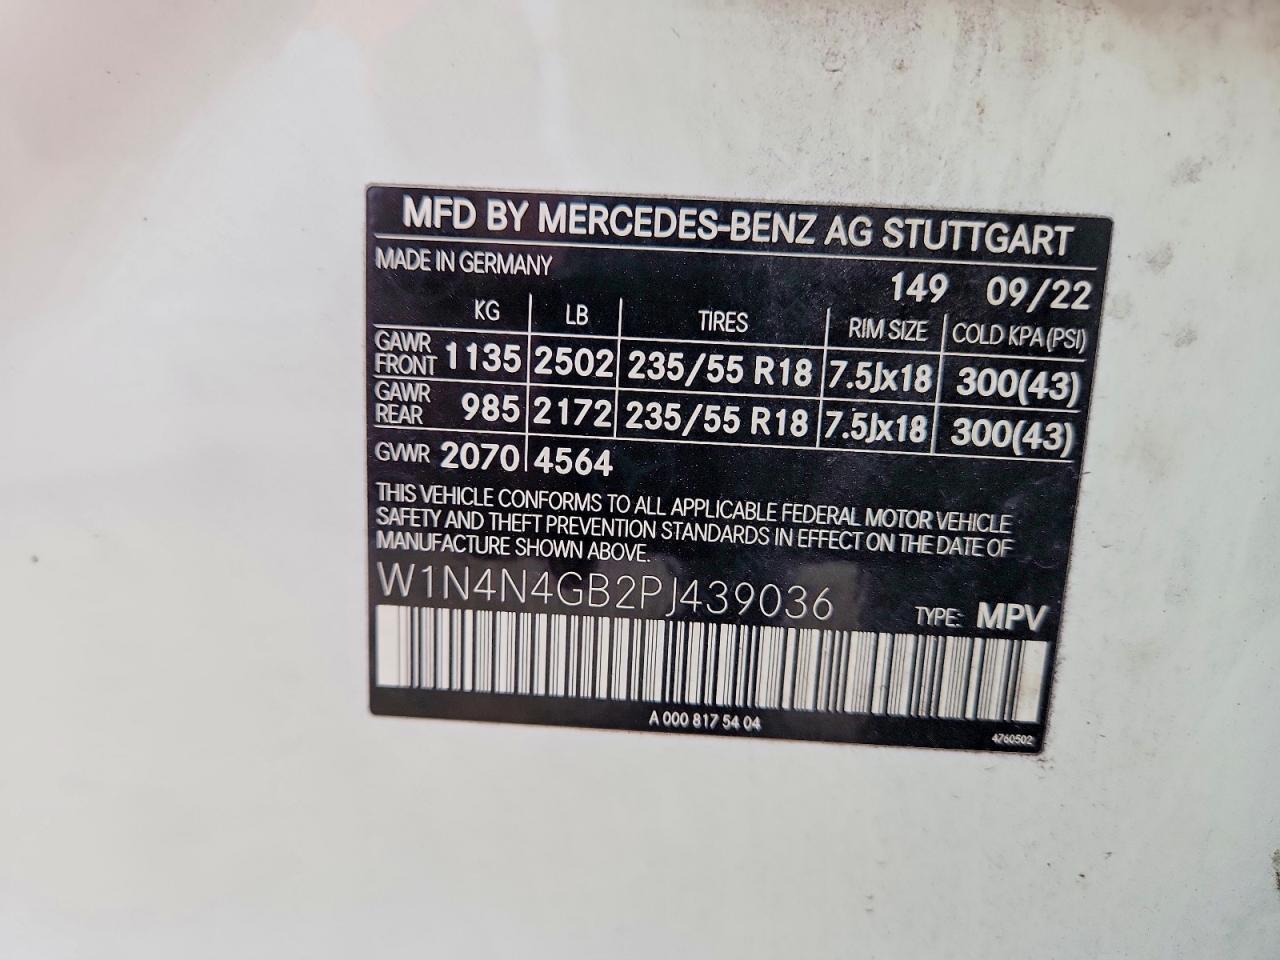 MFD BY MERCEDES-BENZ AG STUTTGART
MADE IN GERMANY
149 09/22
KG LB TIRES RIM SIZE COLD KPA(PSI)
GAWR FRONT 1135 2502 235/55 R18 7.5Jx18 300(43)
GAWR REAR 985 2172 235/55 R18 7.5Jx18 300(43)
GVWR 2070 4564
THIS VEHICLE CONFORMS TO ALL APPLICABLE FEDERAL MOTOR VEHICLE
SAFETY AND THEFT PREVENTION STANDARDS IN EFFECT ON THE DATE OF
MANUFACTURE SHOWN ABOVE.
W1N4N4GB2PJ439036 TYPE: MPV
A 000 817 54 04
4760502